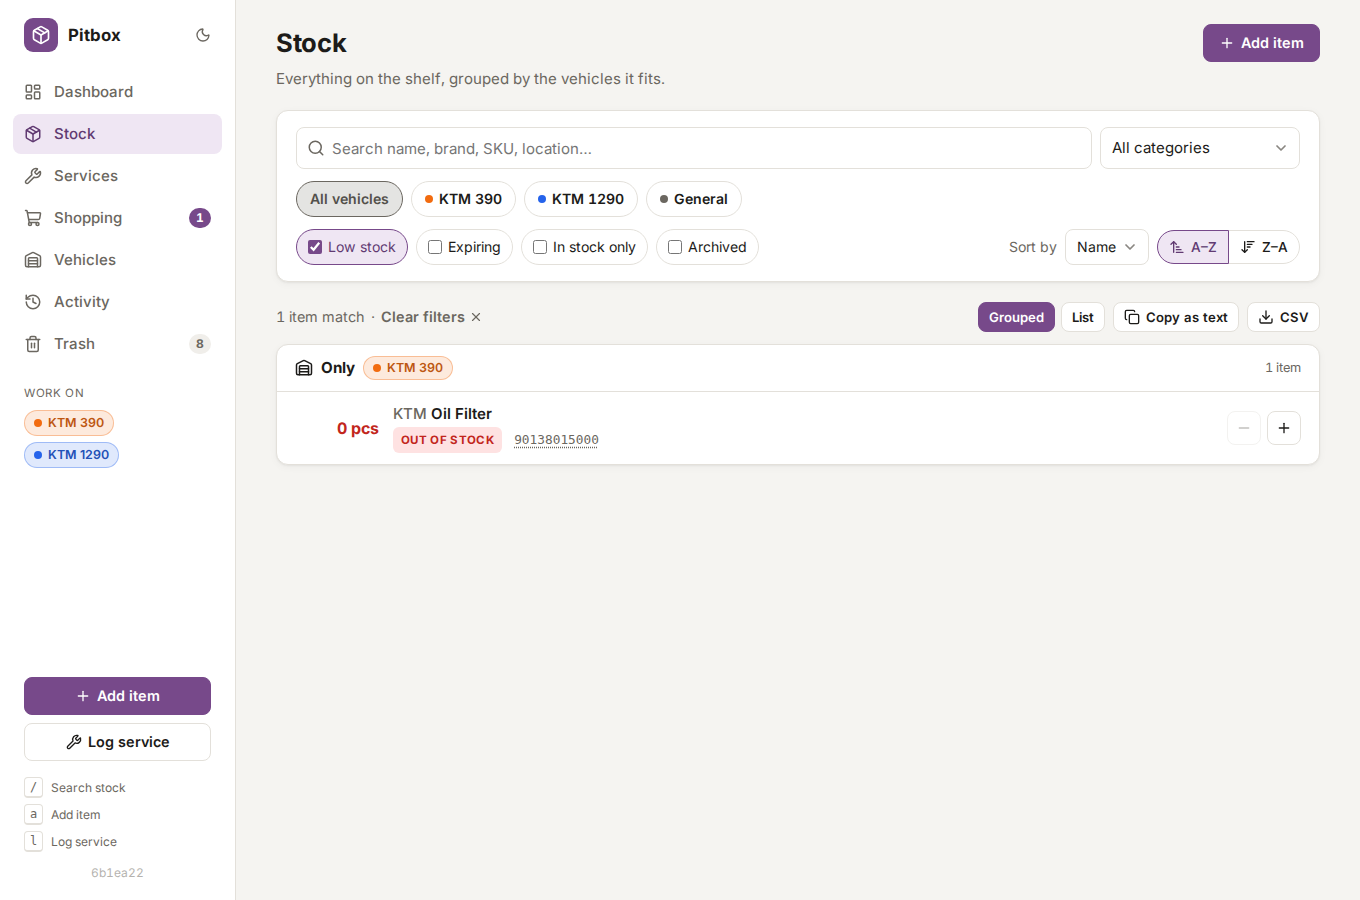 Pitbox
Dashboard
Stock
Services
Shopping 1
Vehicles
Activity
Trash 8
WORK ON
KTM 390
KTM 1290
Add item
Log service
/ Search stock
a Add item
l Log service
6b1ea22
Stock
Add item
Everything on the shelf, grouped by the vehicles it fits.
Search name, brand, SKU, location...
All categories
All vehicles KTM 390 KTM 1290 General
Low stock Expiring In stock only Archived Sort by Name A–Z Z–A
1 item match · Clear filters ×
Grouped List Copy as text CSV
Only KTM 390 1 item
0 pcs
KTM Oil Filter
OUT OF STOCK 90138015000
− +